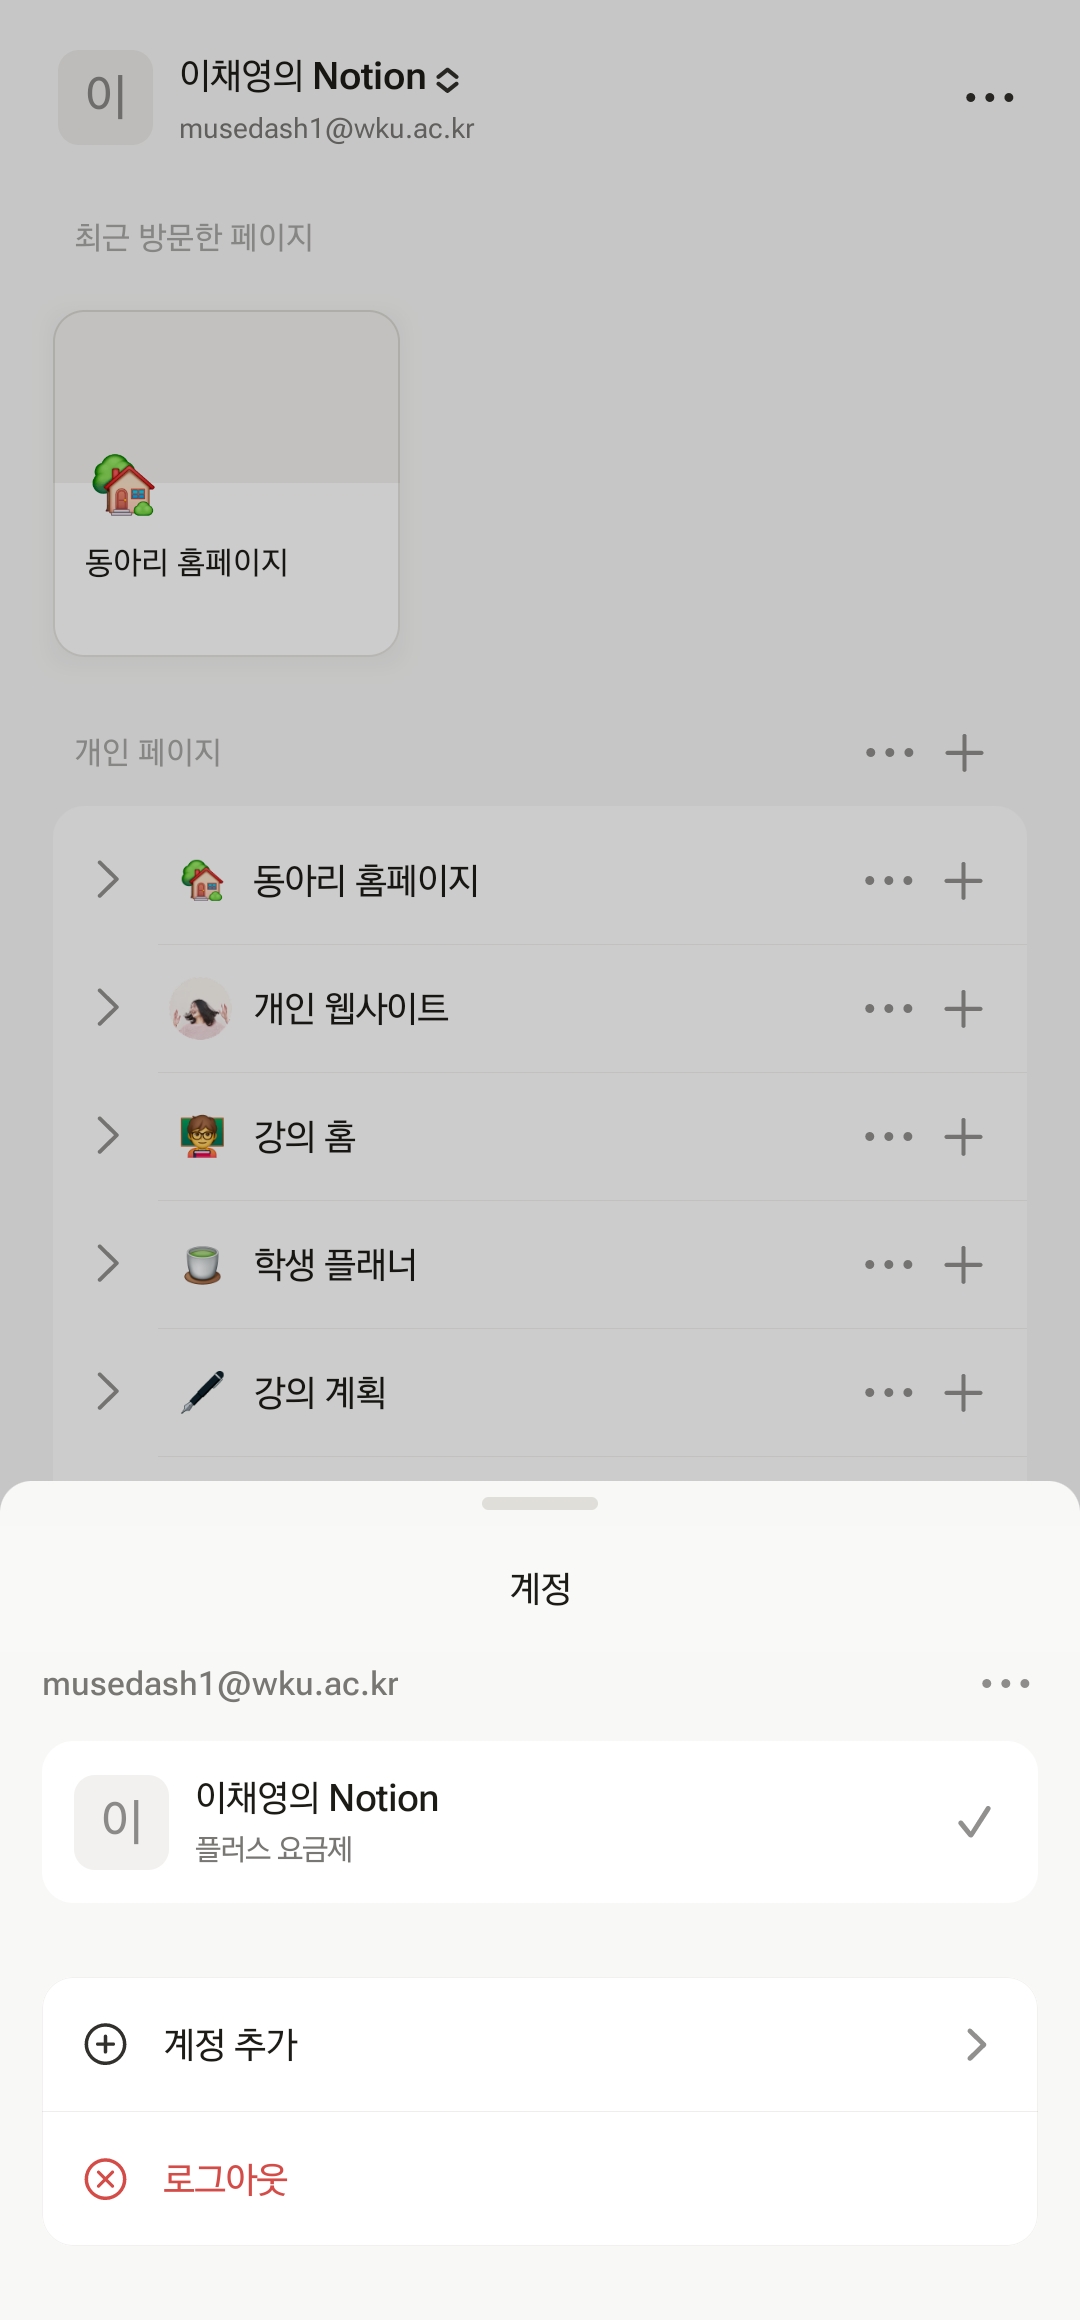 이
이채영의 Notion
musedash1@wku.ac.kr
최근 방문한 페이지
동아리 홈페이지
개인 페이지
동아리 홈페이지
개인 웹사이트
강의 홈
학생 플래너
강의 계획
계정
musedash1@wku.ac.kr
이
이채영의 Notion
플러스 요금제
계정 추가
로그아웃